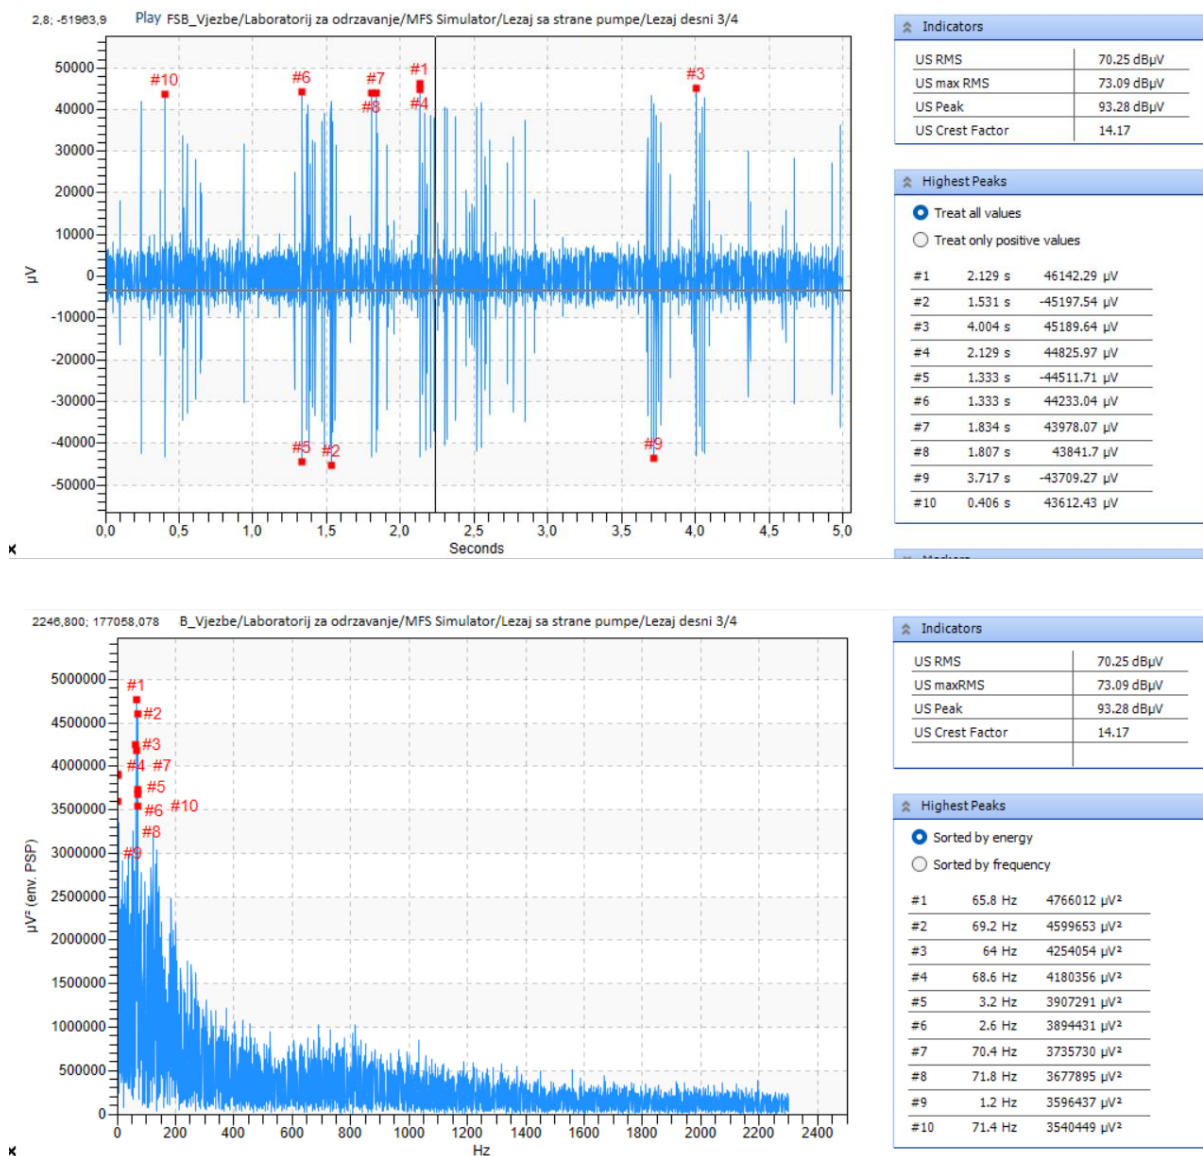 2,8; -51963,9 Play FSB_Vjezbe/Laboratorij za odrzavanje/MFS Simulator/Lezaj sa strane pumpe/Lezaj desni 3/4
µV
50000
40000
30000
20000
10000
0
-10000
-20000
-30000
-40000
-50000
#10
#6
#7
#8
#1
#4
#3
#5
#2
#9
0,0 0,5 1,0 1,5 2,0 2,5 3,0 3,5 4,0 4,5 5,0
Seconds
x
Indicators
US RMS 70.25 dBµV
US max RMS 73.09 dBµV
US Peak 93.28 dBµV
US Crest Factor 14.17
Highest Peaks
Treat all values
Treat only positive values
#1 2.129 s 46142.29 µV
#2 1.531 s -45197.54 µV
#3 4.004 s 45189.64 µV
#4 2.129 s 44825.97 µV
#5 1.333 s -44511.71 µV
#6 1.333 s 44233.04 µV
#7 1.834 s 43978.07 µV
#8 1.807 s 43841.7 µV
#9 3.717 s -43709.27 µV
#10 0.406 s 43612.43 µV
2246,800; 177058,078 B_Vjezbe/Laboratorij za odrzavanje/MFS Simulator/Lezaj sa strane pumpe/Lezaj desni 3/4
µV² (env. PSP)
5000000
4500000
4000000
3500000
3000000
2500000
2000000
1500000
1000000
500000
0
#1
#2
#3
#4 #7
#5
#6 #10
#8
#9
0 200 400 600 800 1000 1200 1400 1600 1800 2000 2200 2400
Hz
x
Indicators
US RMS 70.25 dBµV
US maxRMS 73.09 dBµV
US Peak 93.28 dBµV
US Crest Factor 14.17
Highest Peaks
Sorted by energy
Sorted by frequency
#1 65.8 Hz 4766012 µV²
#2 69.2 Hz 4599653 µV²
#3 64 Hz 4254054 µV²
#4 68.6 Hz 4180356 µV²
#5 3.2 Hz 3907291 µV²
#6 2.6 Hz 3894431 µV²
#7 70.4 Hz 3735730 µV²
#8 71.8 Hz 3677895 µV²
#9 1.2 Hz 3596437 µV²
#10 71.4 Hz 3540449 µV²